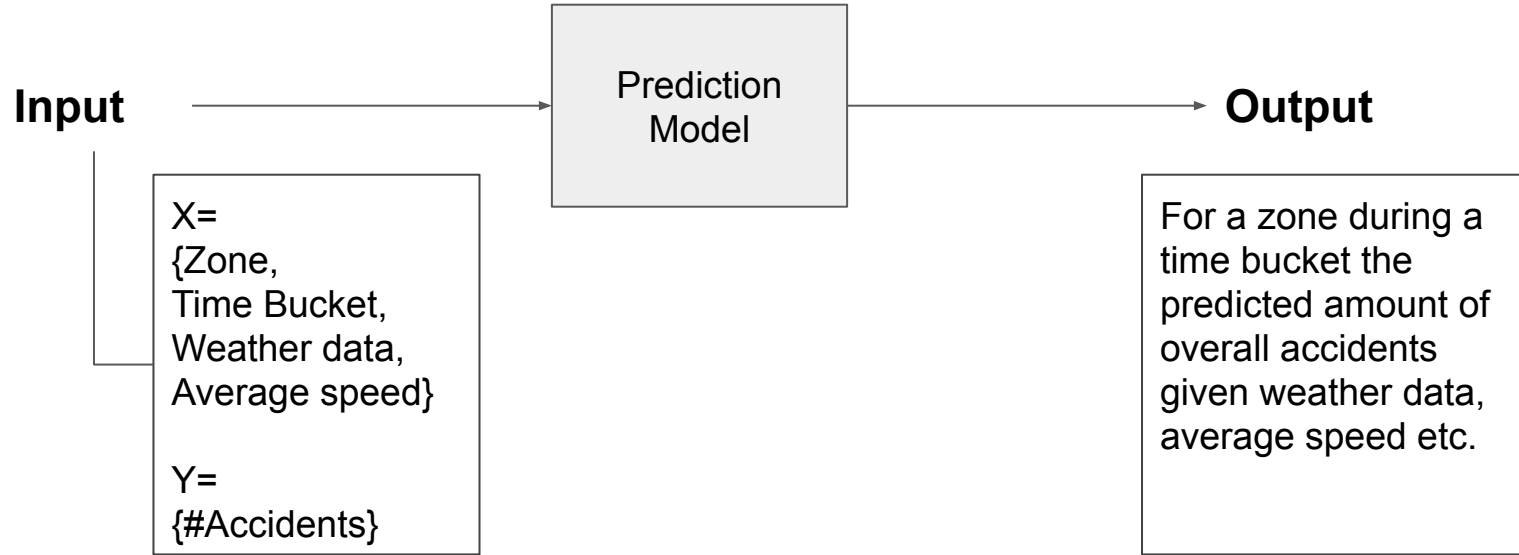 Input
Prediction
Model
Output
X=
{Zone,
Time Bucket,
Weather data,
Average speed}
Y=
{#Accidents}
For a zone during a
time bucket the
predicted amount of
overall accidents
given weather data,
average speed etc.